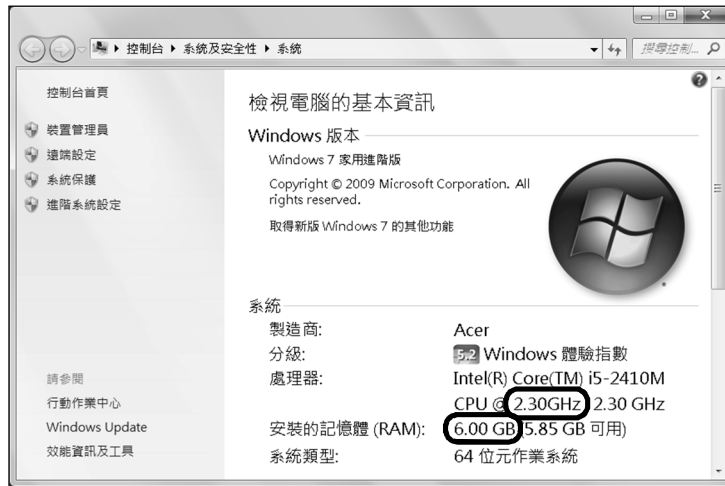 控制台 ▸ 系統及安全性 ▸ 系統
搜尋控制...
控制台首頁
裝置管理員
遠端設定
系統保護
進階系統設定
請參閱
行動作業中心
Windows Update
效能資訊及工具
檢視電腦的基本資訊
Windows 版本
Windows 7 家用進階版
Copyright © 2009 Microsoft Corporation. All
rights reserved.
取得新版 Windows 7 的其他功能
系統
製造商: Acer
分級: 5.2 Windows 體驗指數
處理器: Intel(R) Core(TM) i5-2410M
CPU @ 2.30GHz 2.30 GHz
安裝的記憶體 (RAM): 6.00 GB (5.85 GB 可用)
系統類型: 64 位元作業系統